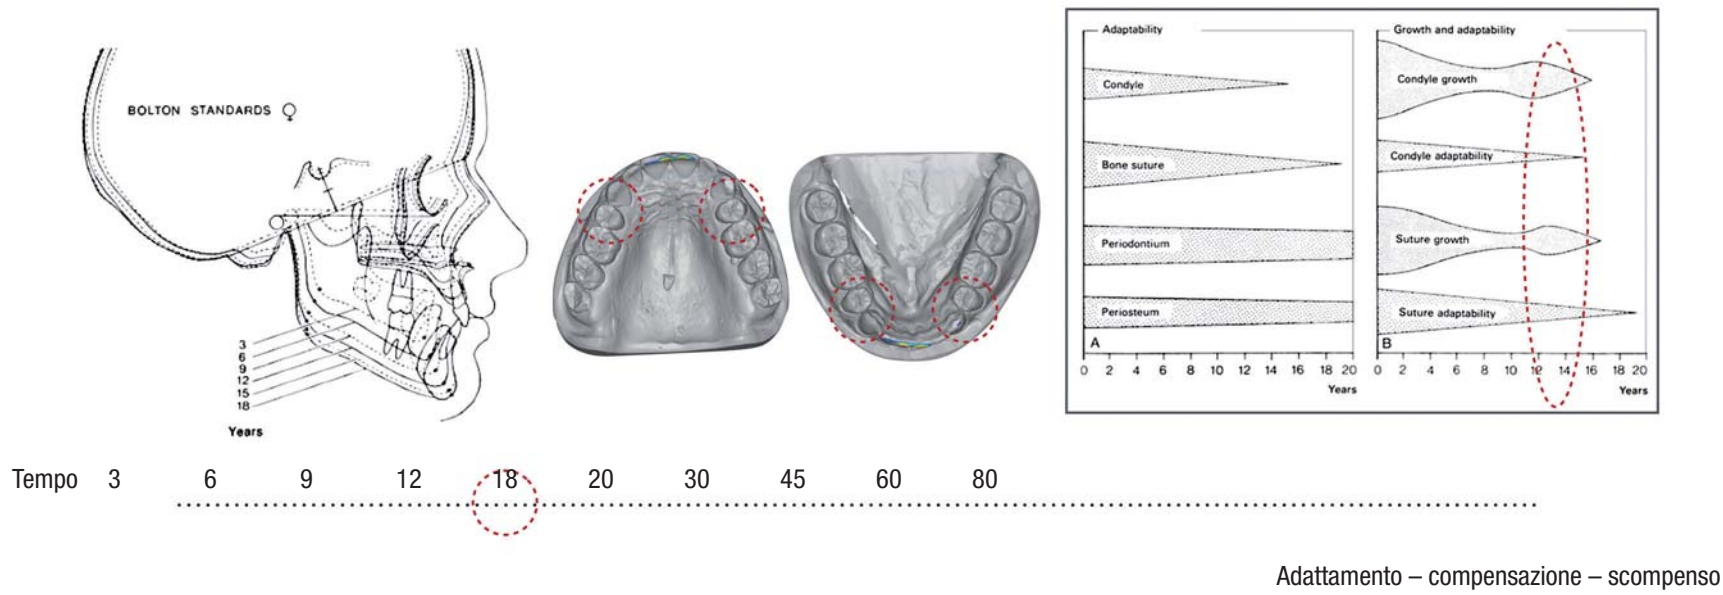 BOLTON STANDARDS ♀
3
6
9
12
15
18
Years
Adaptability
Condyle
Bone suture
Periodontium
Periosteum
A
0 2 4 6 8 10 12 14 16 18 20
Years
Growth and adaptability
Condyle growth
Condyle adaptability
Suture growth
Suture adaptability
B
0 2 4 6 8 10 12 14 16 18 20
Years
Tempo 3 6 9 12 18 20 30 45 60 80
Adattamento – compensazione – scompenso